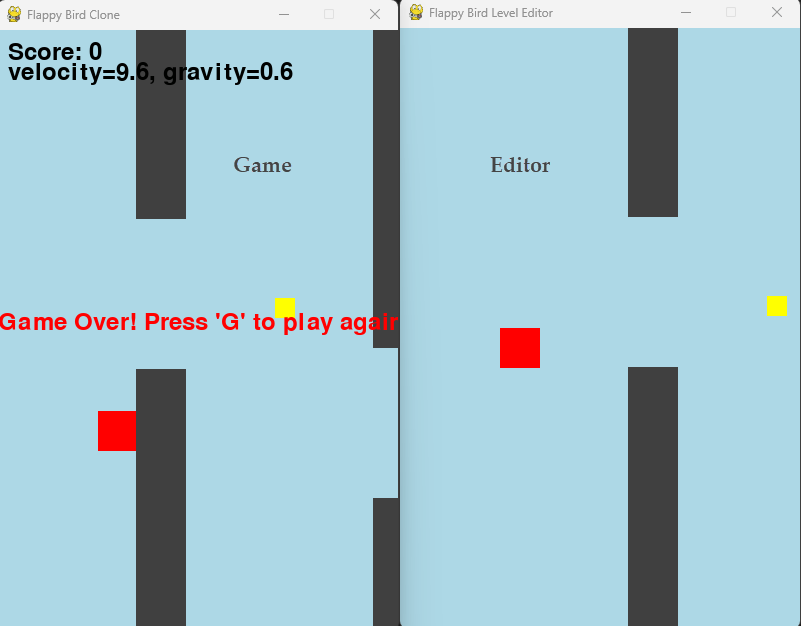 Flappy Bird Clone
Flappy Bird Level Editor
Score: 0
velocity=9.6, gravity=0.6
Game
Editor
Game Over! Press 'G' to play again